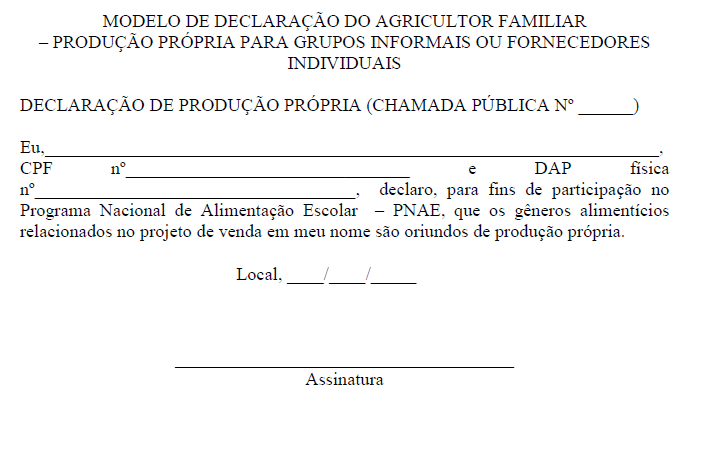 MODELO DE DECLARAÇÃO DO AGRICULTOR FAMILIAR
– PRODUÇÃO PRÓPRIA PARA GRUPOS INFORMAIS OU FORNECEDORES
INDIVIDUAIS
DECLARAÇÃO DE PRODUÇÃO PRÓPRIA (CHAMADA PÚBLICA Nº ______)
Eu,___________________________________________________________________,
CPF nº_______________________________ e DAP física
nº___________________________________, declaro, para fins de participação no
Programa Nacional de Alimentação Escolar – PNAE, que os gêneros alimentícios
relacionados no projeto de venda em meu nome são oriundos de produção própria.
Local, ____/____/_____
_____________________________________
Assinatura